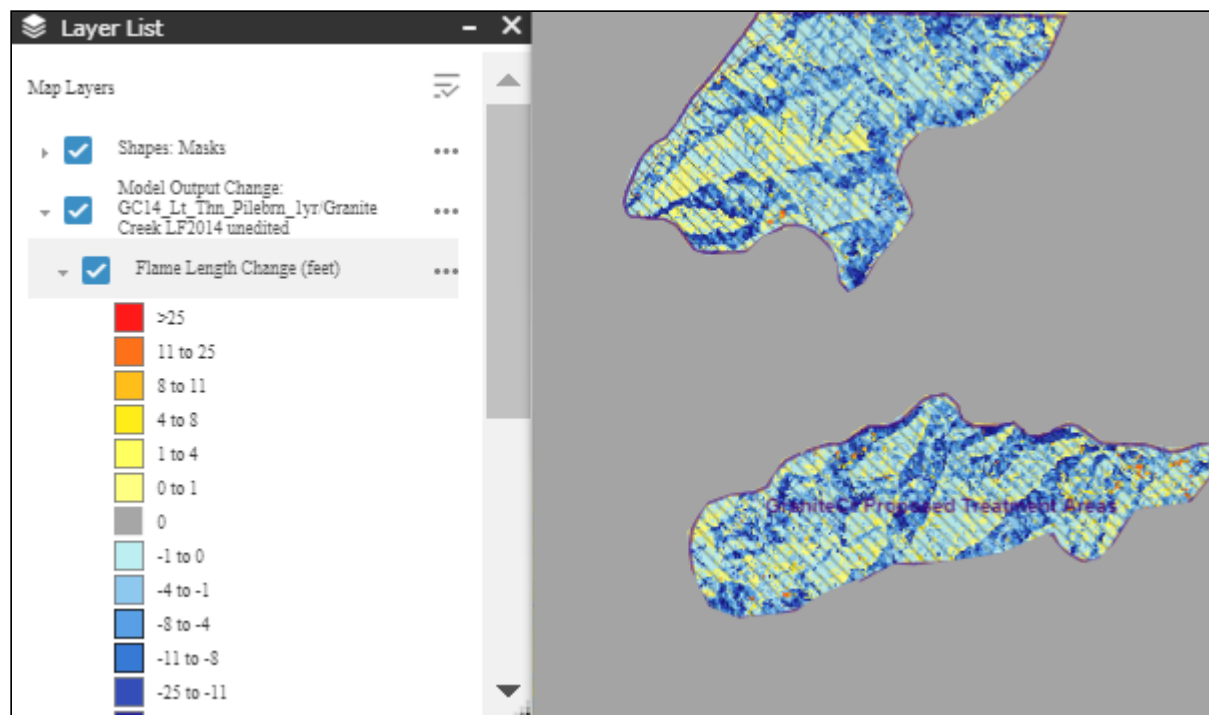 Layer List
Map Layers
Shapes: Masks
Model Output Change:
GC14_Lt_Thn_Pilebrn_1yr/Granite
Creek LF2014 unedited
Flame Length Change (feet)
>25
11 to 25
8 to 11
4 to 8
1 to 4
0 to 1
0
-1 to 0
-4 to -1
-8 to -4
-11 to -8
-25 to -11
GraniteCr Proposed Treatment Areas